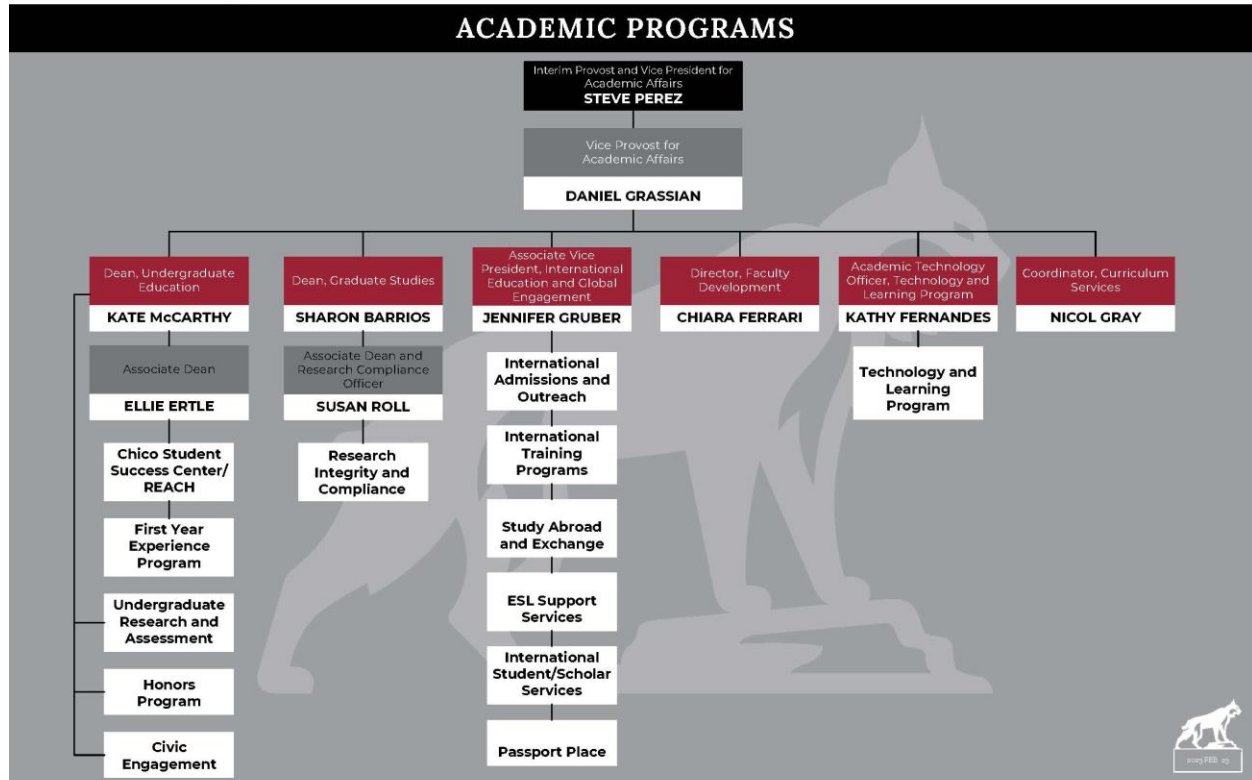 ACADEMIC PROGRAMS
Interim Provost and Vice President for
Academic Affairs
STEVE PEREZ
Vice Provost for
Academic Affairs
DANIEL GRASSIAN
Dean, Undergraduate
Education
KATE McCARTHY
Associate Dean
ELLIE ERTLE
Chico Student
Success Center/
REACH
First Year
Experience
Program
Undergraduate
Research and
Assessment
Honors
Program
Civic
Engagement
Dean, Graduate Studies
SHARON BARRIOS
Associate Dean and
Research Compliance
Officer
SUSAN ROLL
Research
Integrity and
Compliance
Associate Vice
President, International
Education and Global
Engagement
JENNIFER GRUBER
International
Admissions and
Outreach
International
Training
Programs
Study Abroad
and Exchange
ESL Support
Services
International
Student/Scholar
Services
Passport Place
Director, Faculty
Development
CHIARA FERRARI
Academic Technology
Officer, Technology and
Learning Program
KATHY FERNANDES
Technology and
Learning
Program
Coordinator, Curriculum
Services
NICOL GRAY
2023 FEB 23